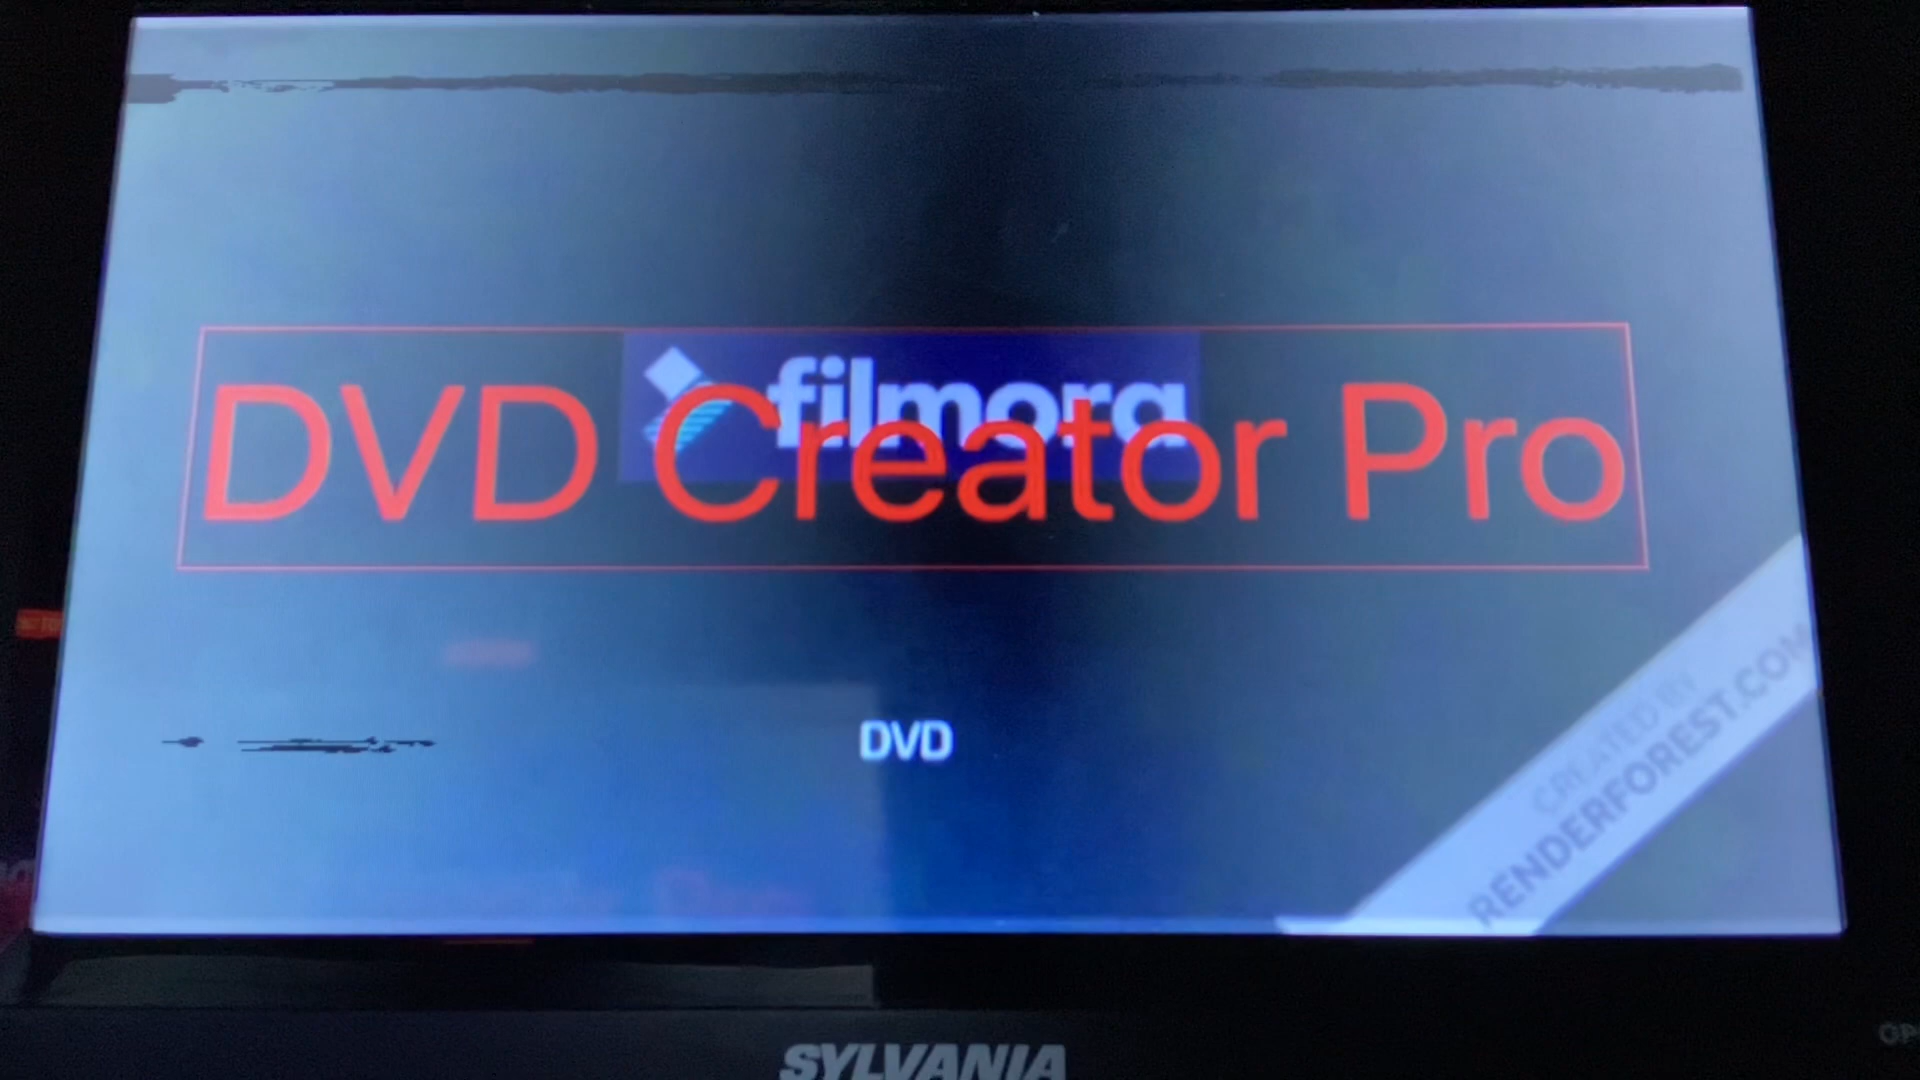 filmora
DVD Creator Pro
DVD
CREATED BY
RENDERFOREST.COM
SYLVANIA